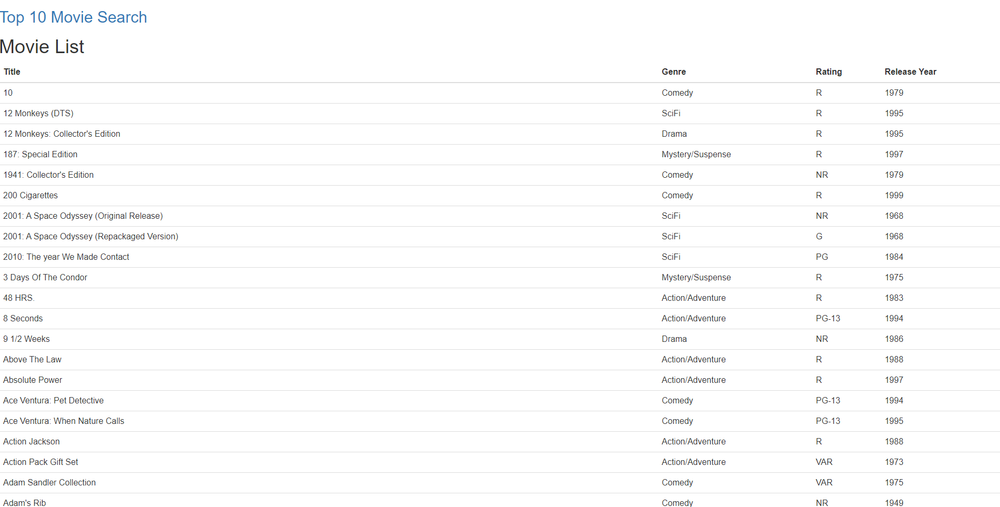 Top 10 Movie Search
Movie List
Title Genre Rating Release Year
10 Comedy R 1979
12 Monkeys (DTS) SciFi R 1995
12 Monkeys: Collector's Edition Drama R 1995
187: Special Edition Mystery/Suspense R 1997
1941: Collector's Edition Comedy NR 1979
200 Cigarettes Comedy R 1999
2001: A Space Odyssey (Original Release) SciFi NR 1968
2001: A Space Odyssey (Repackaged Version) SciFi G 1968
2010: The year We Made Contact SciFi PG 1984
3 Days Of The Condor Mystery/Suspense R 1975
48 HRS. Action/Adventure R 1983
8 Seconds Action/Adventure PG-13 1994
9 1/2 Weeks Drama NR 1986
Above The Law Action/Adventure R 1988
Absolute Power Action/Adventure R 1997
Ace Ventura: Pet Detective Comedy PG-13 1994
Ace Ventura: When Nature Calls Comedy PG-13 1995
Action Jackson Action/Adventure R 1988
Action Pack Gift Set Action/Adventure VAR 1973
Adam Sandler Collection Comedy VAR 1975
Adam's Rib Comedy NR 1949